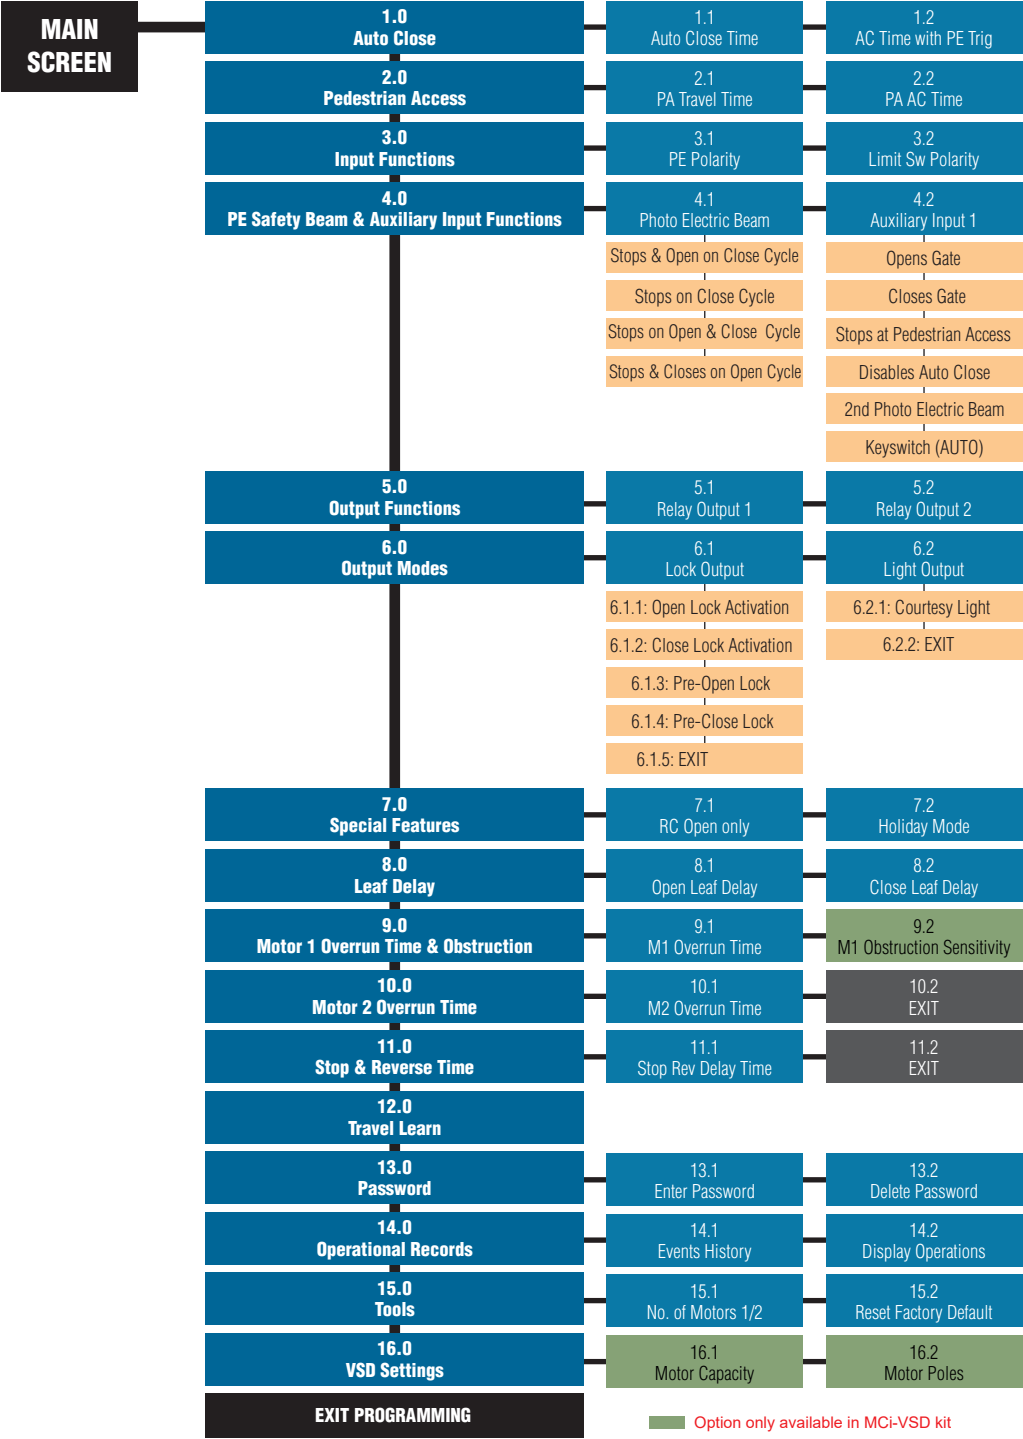 MAIN
SCREEN
1.0
Auto Close
1.1
Auto Close Time
1.2
AC Time with PE Trig
2.0
Pedestrian Access
2.1
PA Travel Time
2.2
PA AC Time
3.0
Input Functions
3.1
PE Polarity
3.2
Limit Sw Polarity
4.0
PE Safety Beam & Auxiliary Input Functions
4.1
Photo Electric Beam
4.2
Auxiliary Input 1
Stops & Open on Close Cycle
Stops on Close Cycle
Stops on Open & Close Cycle
Stops & Closes on Open Cycle
Opens Gate
Closes Gate
Stops at Pedestrian Access
Disables Auto Close
2nd Photo Electric Beam
Keyswitch (AUTO)
5.0
Output Functions
5.1
Relay Output 1
5.2
Relay Output 2
6.0
Output Modes
6.1
Lock Output
6.2
Light Output
6.1.1: Open Lock Activation
6.1.2: Close Lock Activation
6.1.3: Pre-Open Lock
6.1.4: Pre-Close Lock
6.1.5: EXIT
6.2.1: Courtesy Light
6.2.2: EXIT
7.0
Special Features
7.1
RC Open only
7.2
Holiday Mode
8.0
Leaf Delay
8.1
Open Leaf Delay
8.2
Close Leaf Delay
9.0
Motor 1 Overrun Time & Obstruction
9.1
M1 Overrun Time
9.2
M1 Obstruction Sensitivity
10.0
Motor 2 Overrun Time
10.1
M2 Overrun Time
10.2
EXIT
11.0
Stop & Reverse Time
11.1
Stop Rev Delay Time
11.2
EXIT
12.0
Travel Learn
13.0
Password
13.1
Enter Password
13.2
Delete Password
14.0
Operational Records
14.1
Events History
14.2
Display Operations
15.0
Tools
15.1
No. of Motors 1/2
15.2
Reset Factory Default
16.0
VSD Settings
16.1
Motor Capacity
16.2
Motor Poles
EXIT PROGRAMMING
Option only available in MCi-VSD kit